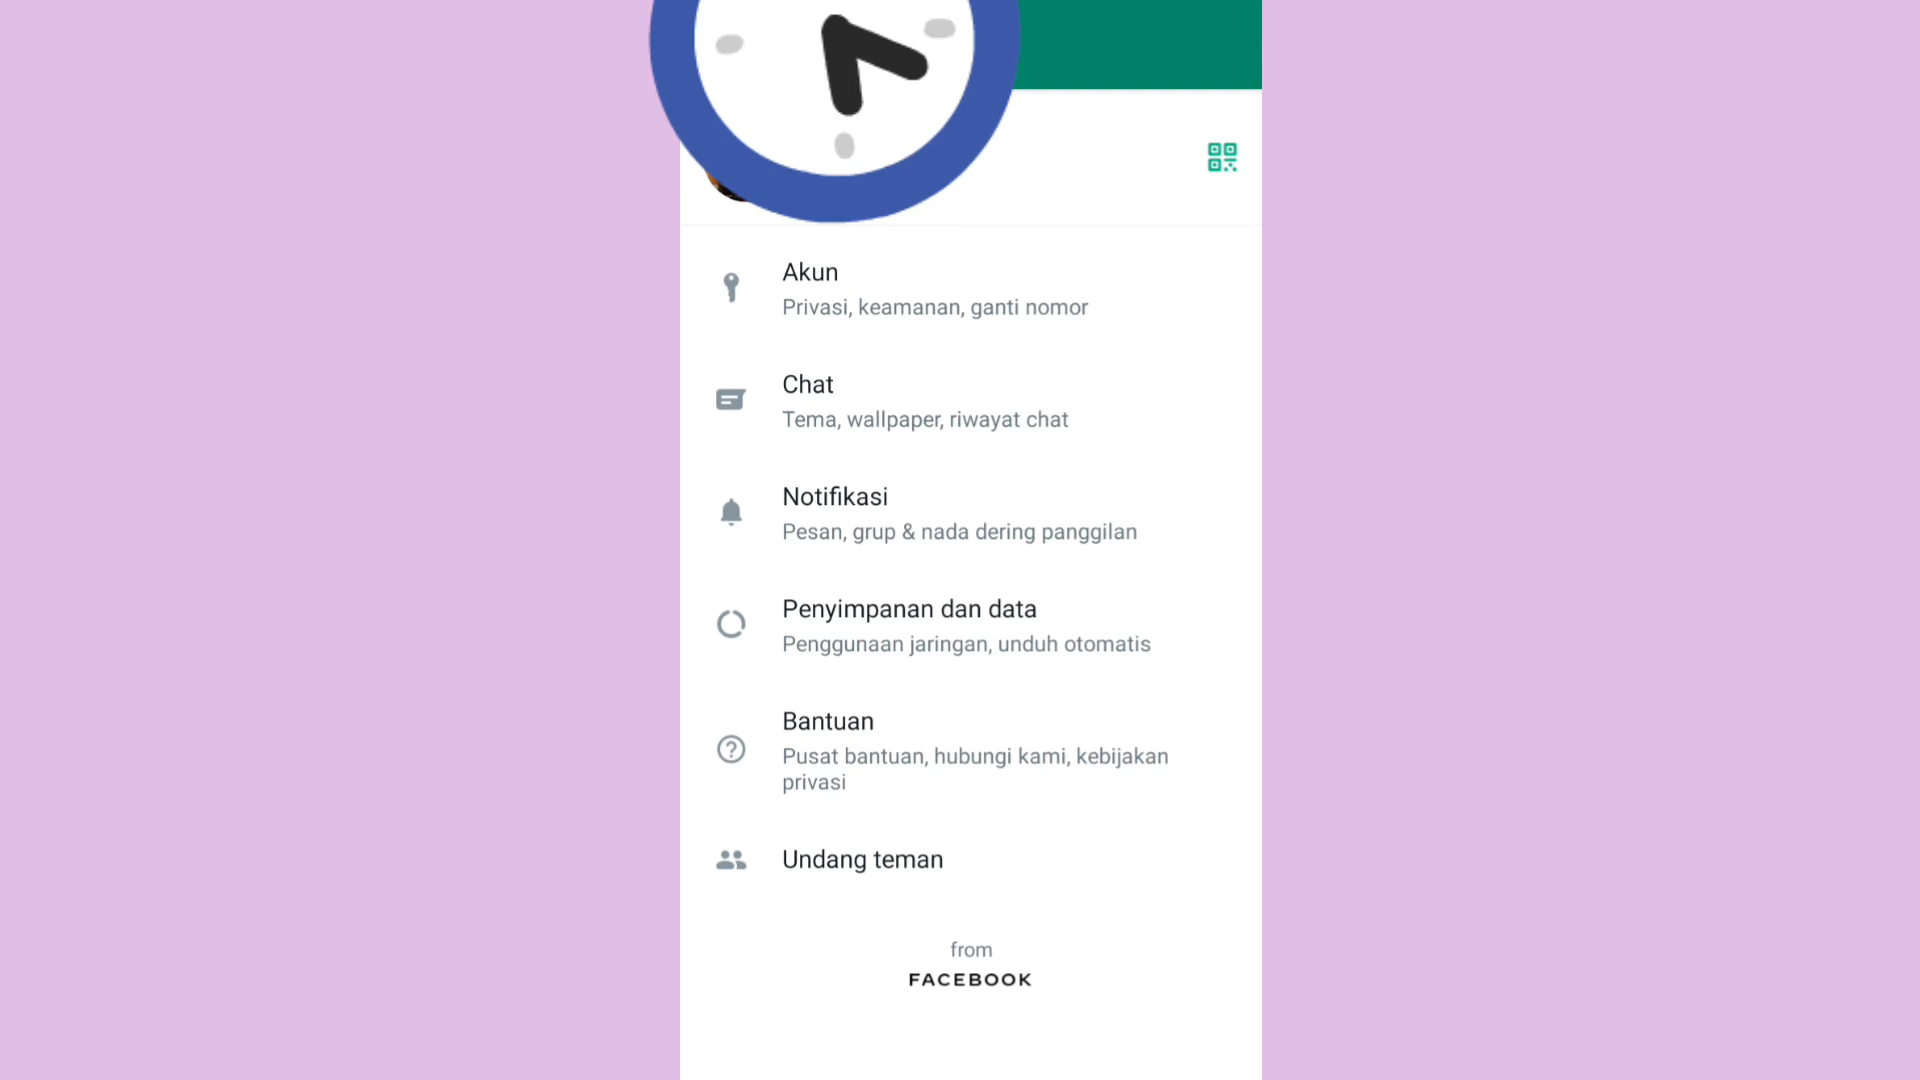 Akun
Privasi, keamanan, ganti nomor
Chat
Tema, wallpaper, riwayat chat
Notifikasi
Pesan, grup & nada dering panggilan
Penyimpanan dan data
Penggunaan jaringan, unduh otomatis
Bantuan
Pusat bantuan, hubungi kami, kebijakan
privasi
Undang teman
from
FACEBOOK